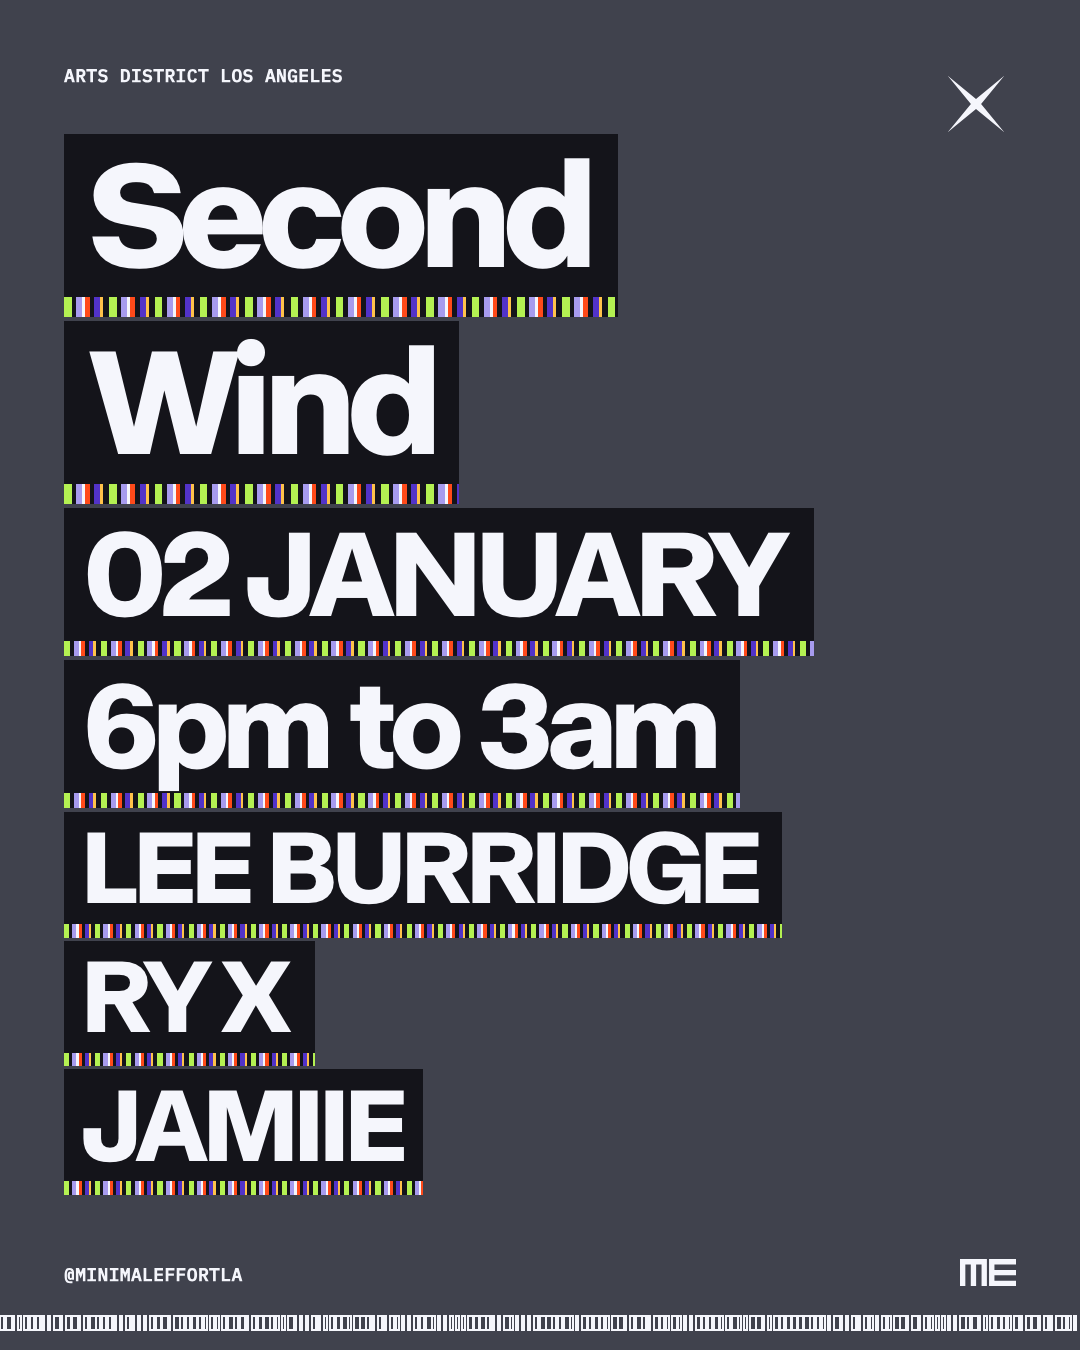 ARTS DISTRICT LOS ANGELES
Second
Wind
02 JANUARY
6pm to 3am
LEE BURRIDGE
RY X
JAMIIE
@MINIMALEFFORTLA
ME